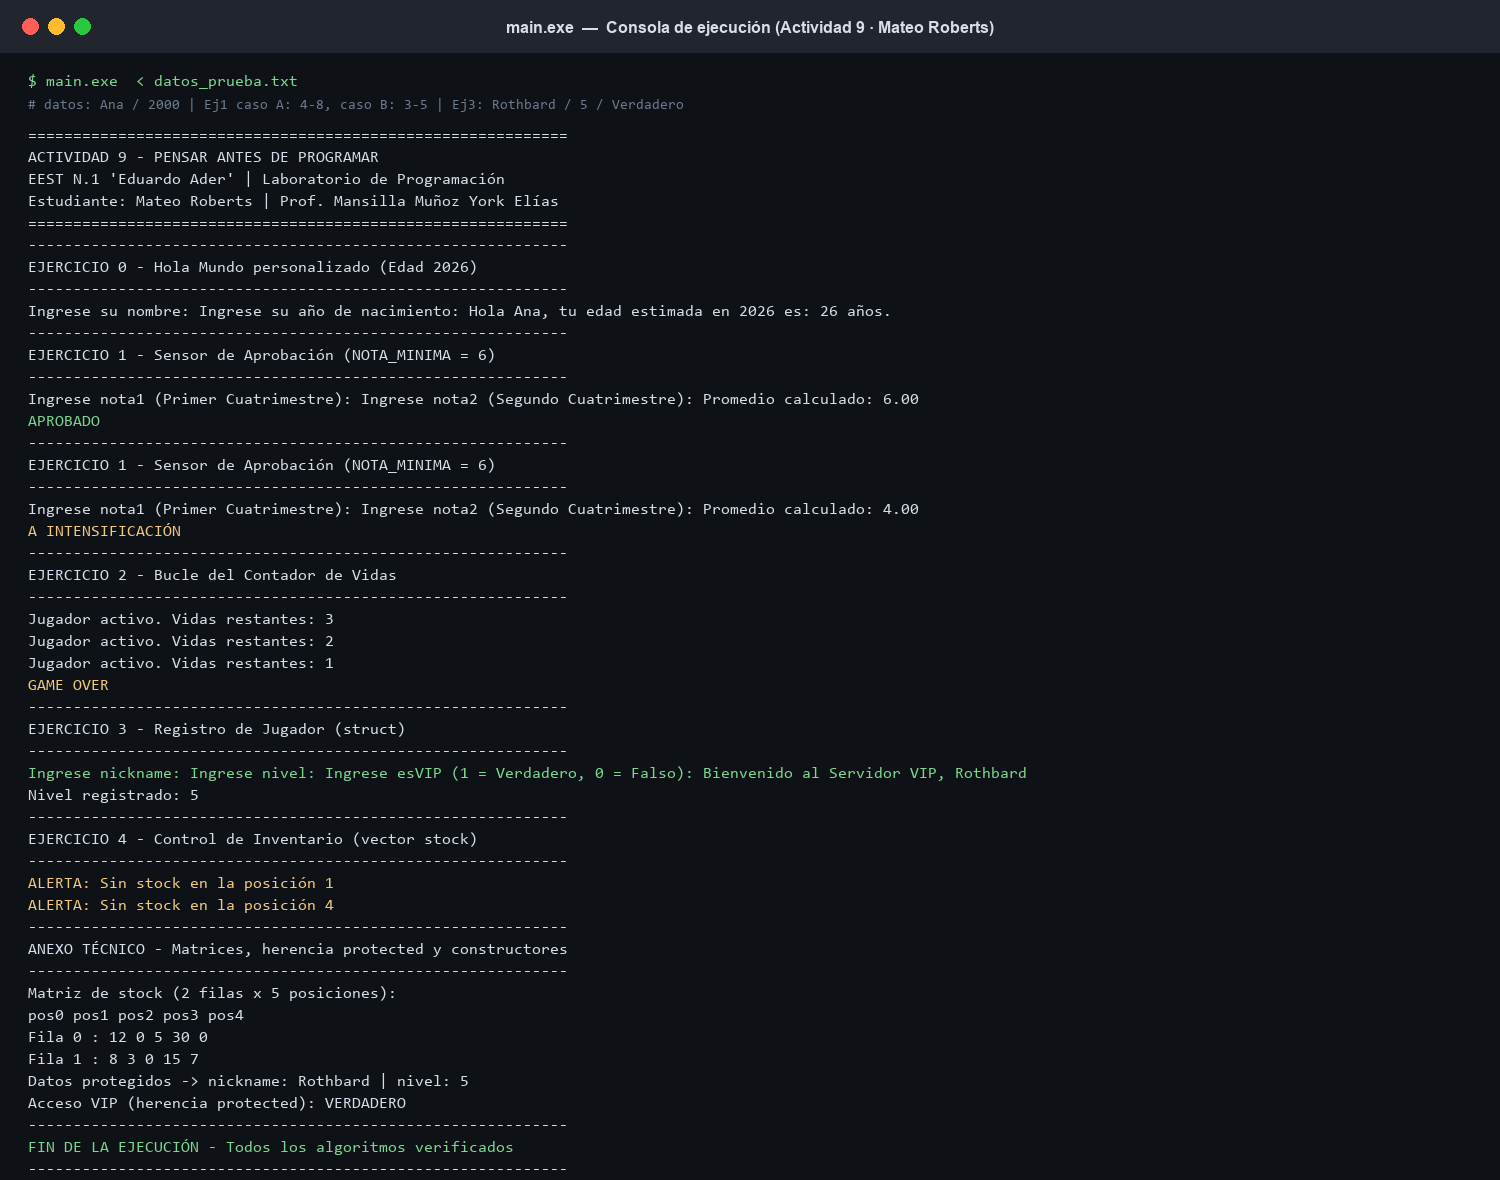 main.exe — Consola de ejecución (Actividad 9 · Mateo Roberts)
$ main.exe  < datos_prueba.txt
# datos: Ana / 2000 | Ej1 caso A: 4-8, caso B: 3-5 | Ej3: Rothbard / 5 / Verdadero
============================================================
ACTIVIDAD 9 - PENSAR ANTES DE PROGRAMAR
EEST N.1 'Eduardo Ader' | Laboratorio de Programación
Estudiante: Mateo Roberts | Prof. Mansilla Muñoz York Elías
============================================================
------------------------------------------------------------
EJERCICIO 0 - Hola Mundo personalizado (Edad 2026)
------------------------------------------------------------
Ingrese su nombre: Ingrese su año de nacimiento: Hola Ana, tu edad estimada en 2026 es: 26 años.
------------------------------------------------------------
EJERCICIO 1 - Sensor de Aprobación (NOTA_MINIMA = 6)
------------------------------------------------------------
Ingrese nota1 (Primer Cuatrimestre): Ingrese nota2 (Segundo Cuatrimestre): Promedio calculado: 6.00
APROBADO
------------------------------------------------------------
EJERCICIO 1 - Sensor de Aprobación (NOTA_MINIMA = 6)
------------------------------------------------------------
Ingrese nota1 (Primer Cuatrimestre): Ingrese nota2 (Segundo Cuatrimestre): Promedio calculado: 4.00
A INTENSIFICACIÓN
------------------------------------------------------------
EJERCICIO 2 - Bucle del Contador de Vidas
------------------------------------------------------------
Jugador activo. Vidas restantes: 3
Jugador activo. Vidas restantes: 2
Jugador activo. Vidas restantes: 1
GAME OVER
------------------------------------------------------------
EJERCICIO 3 - Registro de Jugador (struct)
------------------------------------------------------------
Ingrese nickname: Ingrese nivel: Ingrese esVIP (1 = Verdadero, 0 = Falso): Bienvenido al Servidor VIP, Rothbard
Nivel registrado: 5
------------------------------------------------------------
EJERCICIO 4 - Control de Inventario (vector stock)
------------------------------------------------------------
ALERTA: Sin stock en la posición 1
ALERTA: Sin stock en la posición 4
------------------------------------------------------------
ANEXO TÉCNICO - Matrices, herencia protected y constructores
------------------------------------------------------------
Matriz de stock (2 filas x 5 posiciones):
pos0 pos1 pos2 pos3 pos4
Fila 0 : 12 0 5 30 0
Fila 1 : 8 3 0 15 7
Datos protegidos -> nickname: Rothbard | nivel: 5
Acceso VIP (herencia protected): VERDADERO
------------------------------------------------------------
FIN DE LA EJECUCIÓN - Todos los algoritmos verificados
------------------------------------------------------------